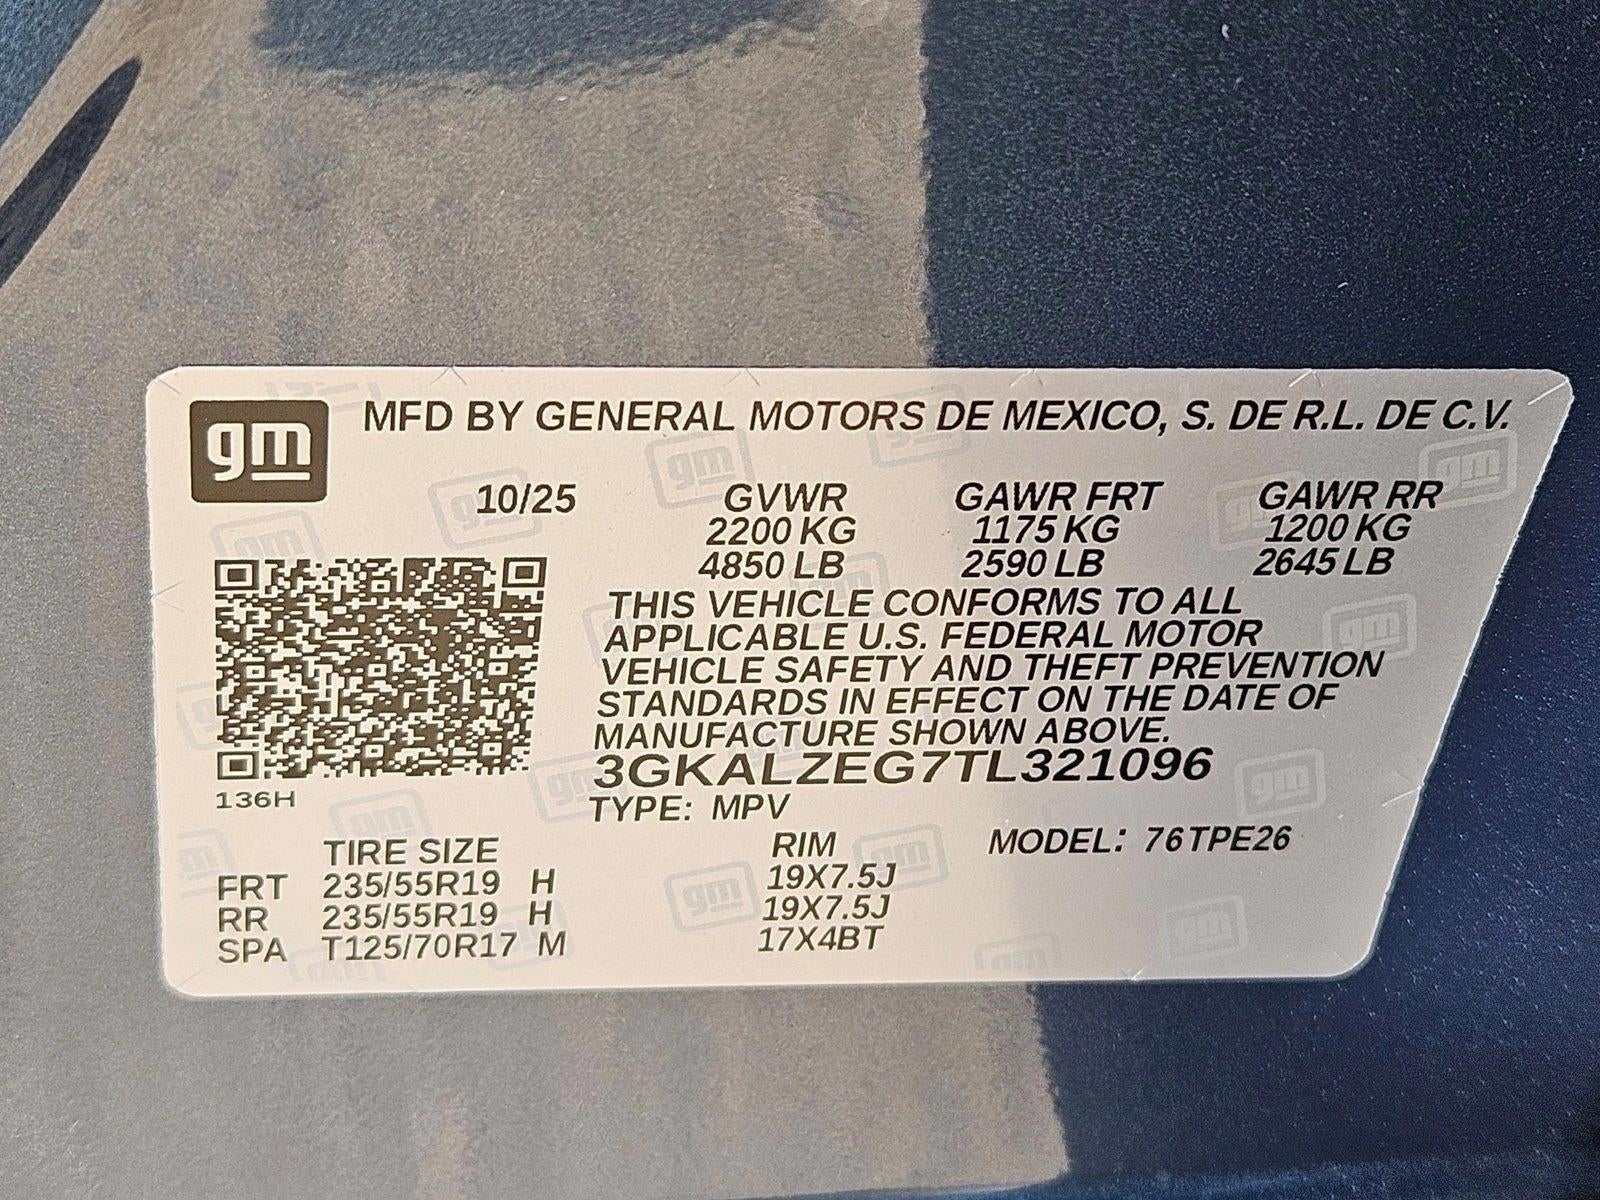 gm
MFD BY GENERAL MOTORS DE MEXICO, S. DE R.L. DE C.V.
10/25 GVWR GAWR FRT GAWR RR
2200 KG 1175 KG 1200 KG
4850 LB 2590 LB 2645 LB
THIS VEHICLE CONFORMS TO ALL
APPLICABLE U.S. FEDERAL MOTOR
VEHICLE SAFETY AND THEFT PREVENTION
STANDARDS IN EFFECT ON THE DATE OF
MANUFACTURE SHOWN ABOVE.
3GKALZEG7TL321096
136H
TYPE: MPV
TIRE SIZE RIM MODEL: 76TPE26
FRT 235/55R19 H 19X7.5J
RR 235/55R19 H 19X7.5J
SPA T125/70R17 M 17X4BT